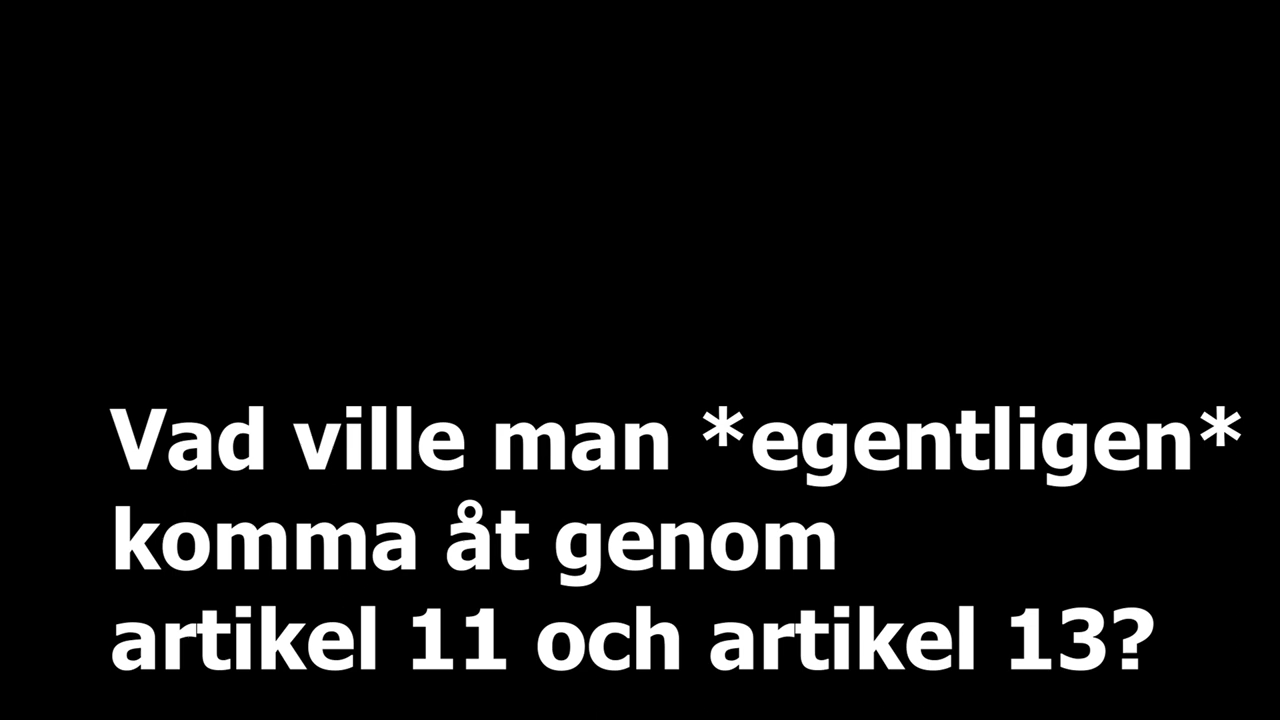 Vad ville man *egentligen*
komma åt genom
artikel 11 och artikel 13?